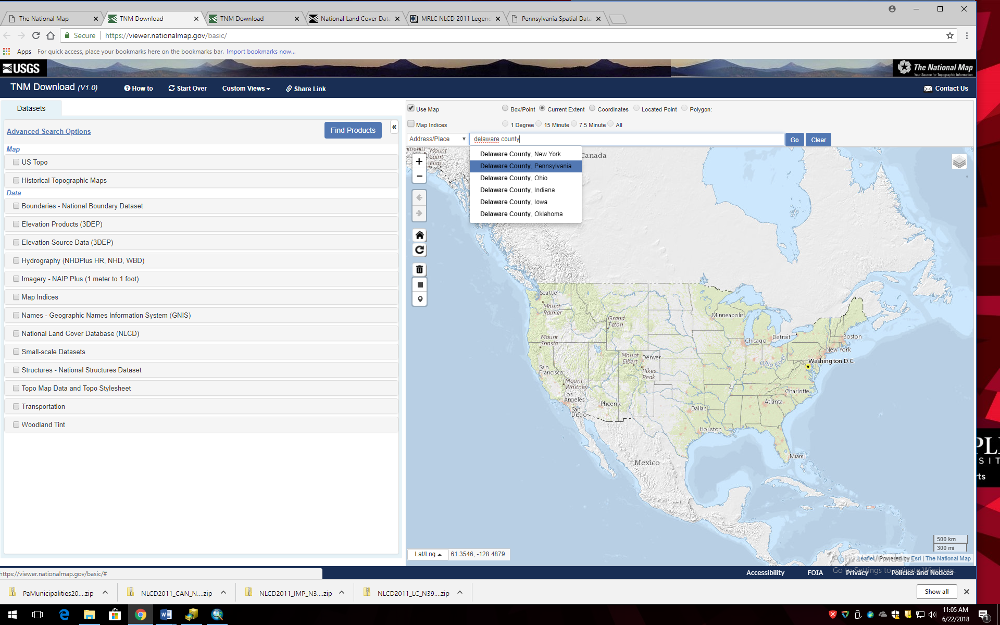 The National Map
TNM Download
TNM Download
National Land Cover Data
MRLC NLCD 2011 Legend
Pennsylvania Spatial Data
Secure
https://viewer.nationalmap.gov/basic/
Apps
For quick access, place your bookmarks here on the bookmarks bar. Import bookmarks now...
USGS
The National Map
Your Source for Topographic Information
TNM Download (V1.0)
How to
Start Over
Custom Views
Share Link
Contact Us
Datasets
Advanced Search Options
Find Products
«
Map
US Topo
Historical Topographic Maps
Data
Boundaries - National Boundary Dataset
Elevation Products (3DEP)
Elevation Source Data (3DEP)
Hydrography (NHDPlus HR, NHD, WBD)
Imagery - NAIP Plus (1 meter to 1 foot)
Map Indices
Names - Geographic Names Information System (GNIS)
National Land Cover Database (NLCD)
Small-scale Datasets
Structures - National Structures Dataset
Topo Map Data and Topo Stylesheet
Transportation
Woodland Tint
Use Map
Box/Point
Current Extent
Coordinates
Located Point
Polygon:
Map Indices
1 Degree
15 Minute
7.5 Minute
All
Address/Place
delaware county
Go
Clear
Delaware County, New York
Delaware County, Pennsylvania
Delaware County, Ohio
Delaware County, Indiana
Delaware County, Iowa
Delaware County, Oklahoma
+
−
Mount
Saint
Elias
Canada
Seattle
Mount
Rainier
Grand
Teton
Minneapolis
Mount
Shasta
Chicago
Detroit
Boston
New York
Mount
Elbert
Denver
Ohio River
Washington D.C.
San
Francisco
Pikes
Peak
Mount
Whitney
Los
Angeles
Charlotte
Phoenix
Atlanta
San
Diego
Dallas
Houston
Miami
Mexico
500 km
300 mi
Lat/Lng
61.3546, -128.4879
Leaflet | Powered by Esri | The National Map
Activate Windows
Go to Settings to activate Windows.
https://viewer.nationalmap.gov/basic/#
Accessibility
FOIA
Privacy
Policies and Notices
PaMunicipalities20....zip
NLCD2011_CAN_N....zip
NLCD2011_IMP_N3....zip
NLCD2011_LC_N39....zip
Show all
11:05 AM
6/22/2018
1